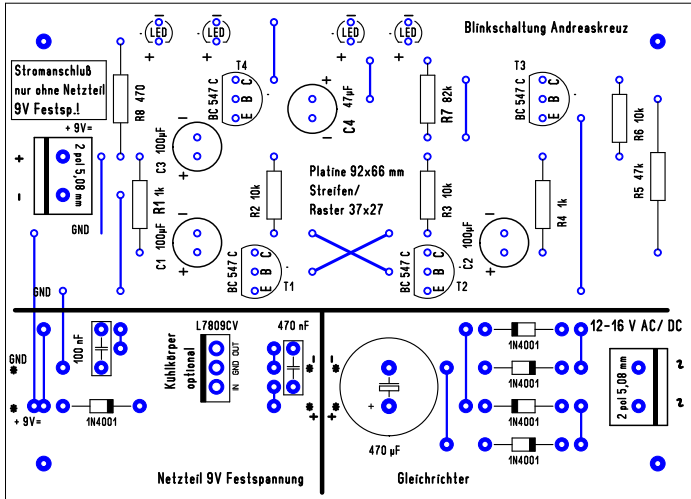 LED
LED
LED
LED
Blinkschaltung Andreaskreuz
Stromanschluß
nur ohne Netzteil
9V Festsp.!
+ 9V=
2 pol 5,08 mm
+
-
GND
R8 470
T4
BC 547 C
E B C
C4
47µF
R7 82k
T3
BC 547 C
E B C
R6 10k
R5 47k
C3 100µF
R1 1k
C1 100µF
R2 10k
Platine 92x66 mm
Streifen/
Raster 37x27
R3 10k
R4 1k
BC 547 C
E B C
T1
BC 547 C
E B C
T2
C2 100µF
GND
GND
+ 9V=
100 nF
1N4001
Kuhlkörper
optional
L7809CV
IN GND OUT
470 nF
470 µF
1N4001
1N4001
1N4001
1N4001
12-16 V AC/ DC
2 pol 5,08 mm
~
~
Netzteil 9V Festspannung
Gleichrichter